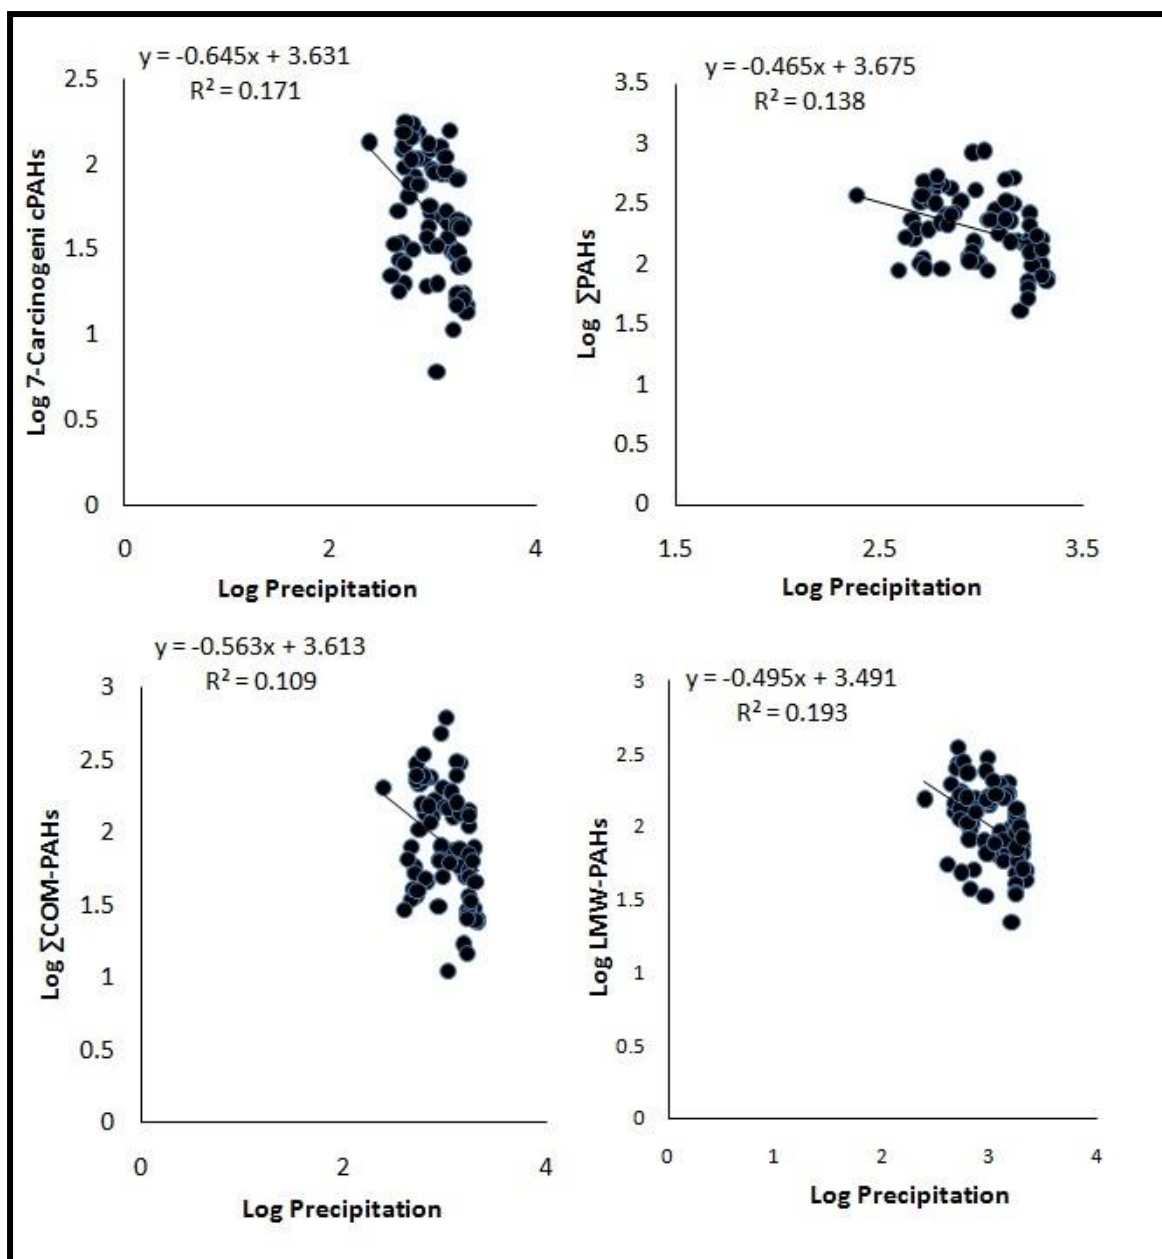 y = -0.645x + 3.631
R² = 0.171
2.5
2
1.5
1
0.5
0
0
2
4
Log 7-Carcinogeni cPAHs
Log Precipitation
y = -0.465x + 3.675
R² = 0.138
3.5
3
2.5
2
1.5
1
0.5
0
1.5
2.5
3.5
Log ∑PAHs
Log Precipitation
y = -0.563x + 3.613
R² = 0.109
3
2.5
2
1.5
1
0.5
0
0
2
4
Log ∑COM-PAHs
Log Precipitation
y = -0.495x + 3.491
R² = 0.193
3
2.5
2
1.5
1
0.5
0
0
1
2
3
4
Log LMW-PAHs
Log Precipitation